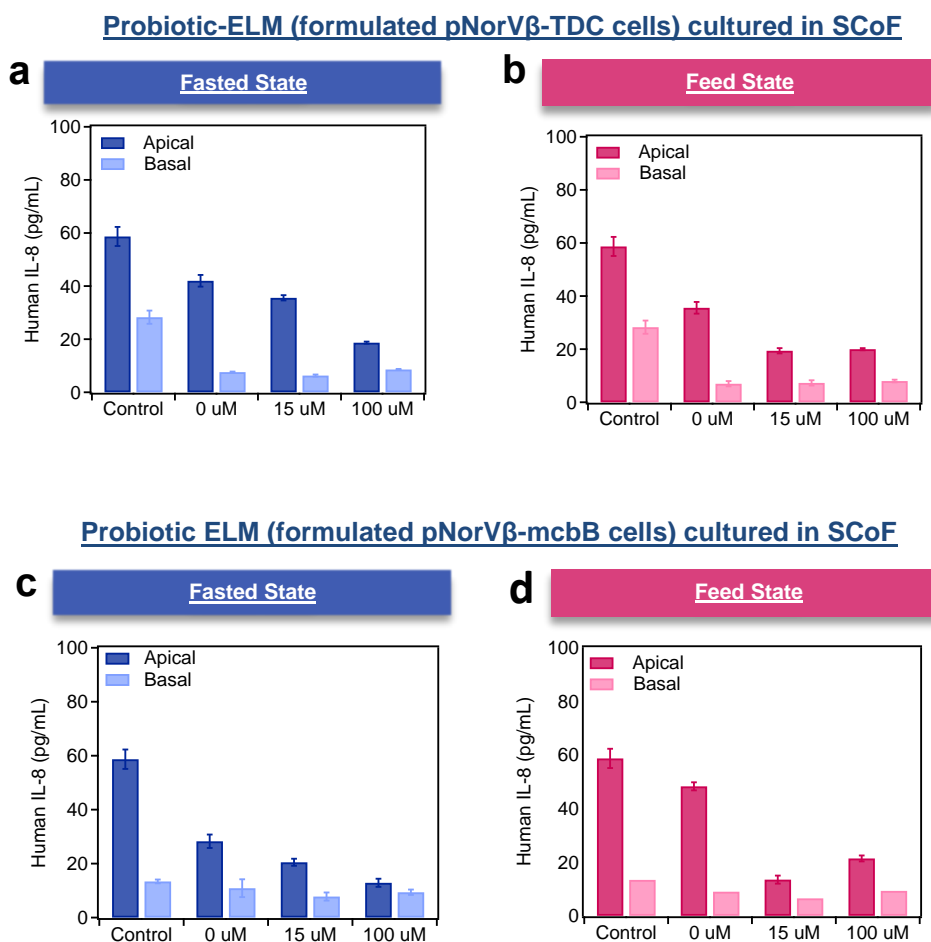 Probiotic-ELM (formulated pNorVβ-TDC cells) cultured in SCoF
a
Fasted State
Human IL-8 (pg/mL)
100
80
60
40
20
0
Apical
Basal
Control 0 uM 15 uM 100 uM
b
Feed State
Human IL-8 (pg/mL)
100
80
60
40
20
0
Apical
Basal
Control 0 uM 15 uM 100 uM
Probiotic ELM (formulated pNorVβ-mcbB cells) cultured in SCoF
c
Fasted State
Human IL-8 (pg/mL)
100
80
60
40
20
0
Apical
Basal
Control 0 uM 15 uM 100 uM
d
Feed State
Human IL-8 (pg/mL)
100
80
60
40
20
0
Apical
Basal
Control 0 uM 15 uM 100 uM